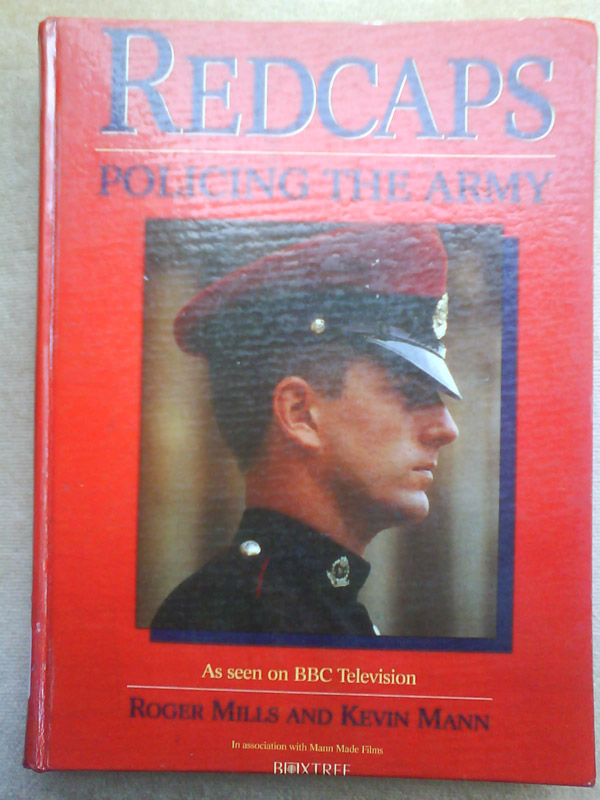 REDCAPS
POLICING THE ARMY
As seen on BBC Television
ROGER MILLS AND KEVIN MANN
In association with Mann Made Films
BOXTREE